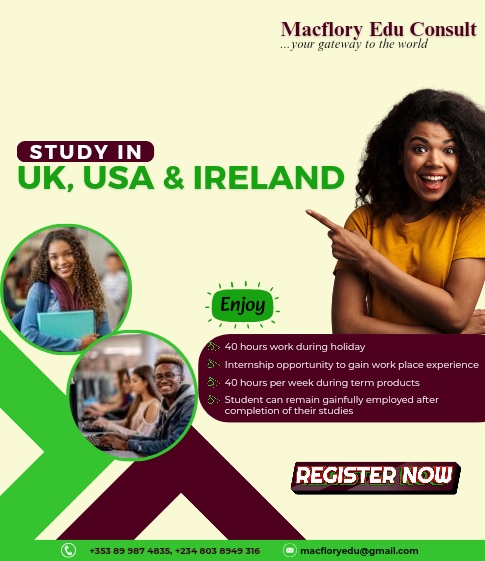 Macflory Edu Consult
...your gateway to the world
STUDY IN
UK, USA & IRELAND
Enjoy
40 hours work during holiday
Internship opportunity to gain work place experience
40 hours per week during term products
Student can remain gainfully employed after
completion of their studies
REGISTER NOW
+353 89 987 4835, +234 803 8949 316
macfloryedu@gmail.com